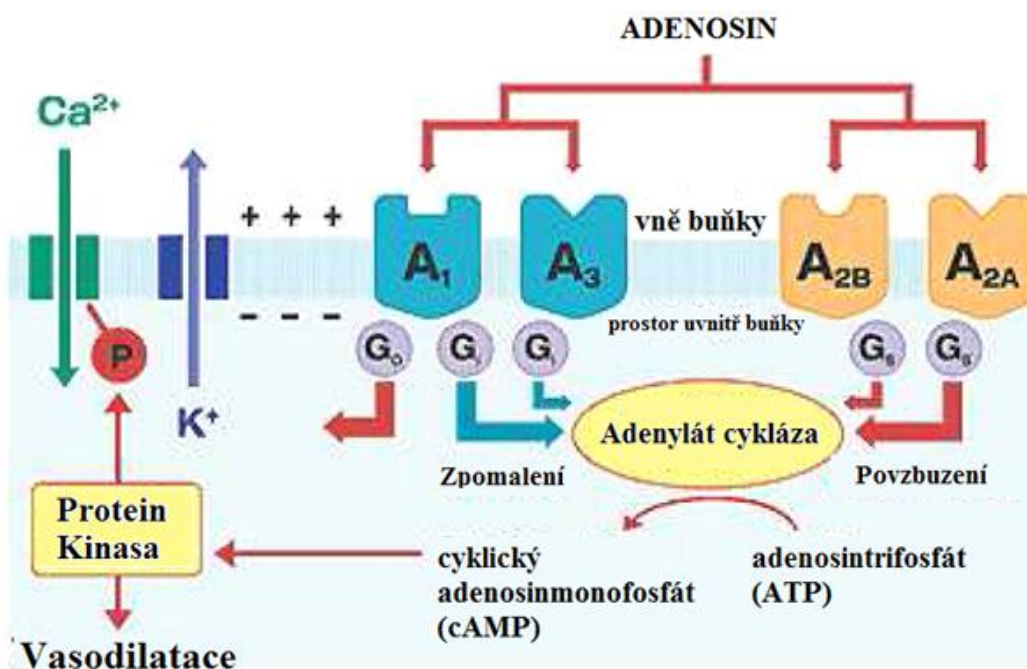 ADENOSIN
Ca²⁺
+ + +
vně buňky
A₁
A₃
A₂B
A₂A
- - -
prostor uvnitř buňky
P
Gₒ
Gᵢ
Gᵢ
Gₛ
Gₛ
K⁺
Adenylát cykláza
Zpomalení
Povzbuzení
Protein
Kinasa
cyklický
adenosinmonofosfát
(cAMP)
adenosintrifosfát
(ATP)
Vasodilatace